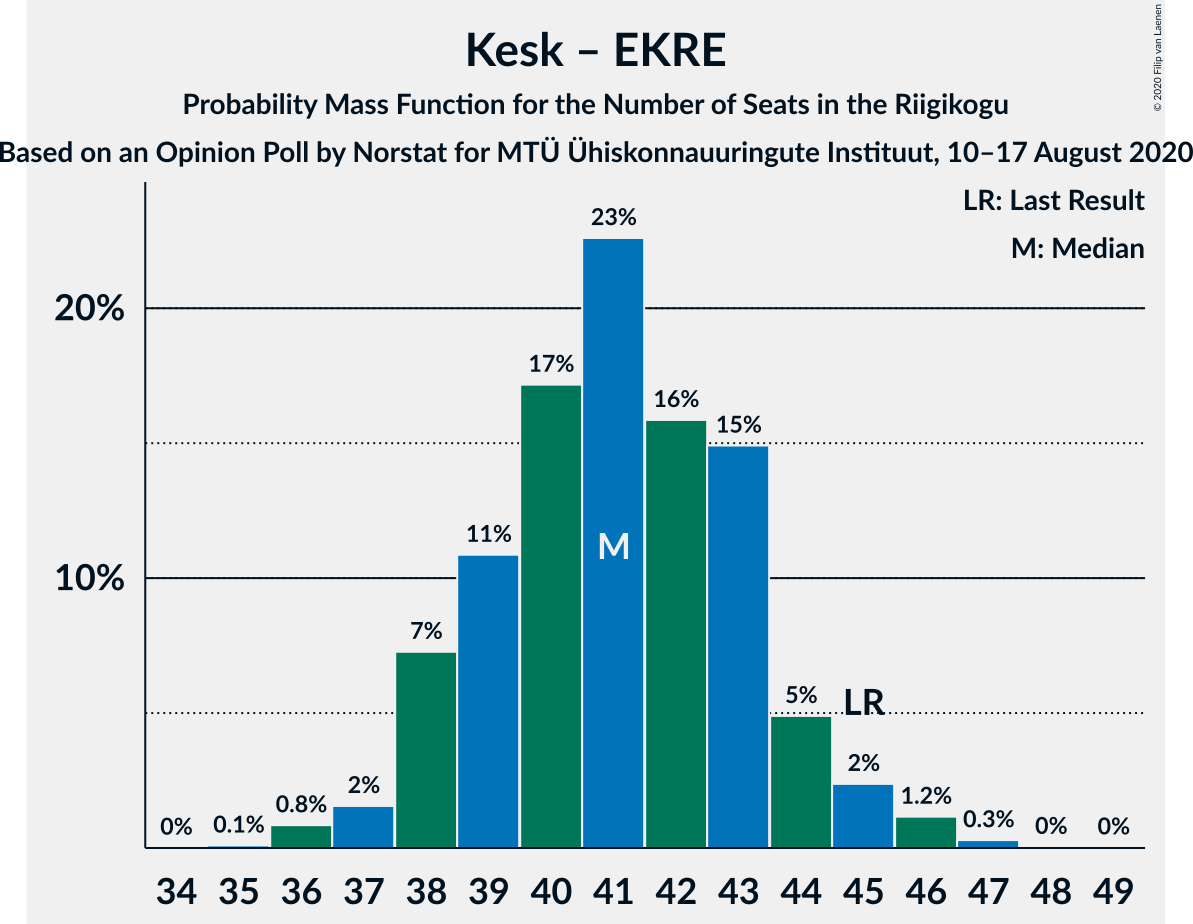 Kesk – EKRE
Probability Mass Function for the Number of Seats in the Riigikogu
Based on an Opinion Poll by Norstat for MTÜ Ühiskonnauuringute Instituut, 10–17 August 2020
© 2020 Filip van Laenen
LR: Last Result
M: Median
23%
20%
17%
16%
15%
11%
M
10%
7%
5%
LR
2%
2%
1.2%
0.8%
0.3%
0%
0.1%
0%
0%
34 35 36 37 38 39 40 41 42 43 44 45 46 47 48 49